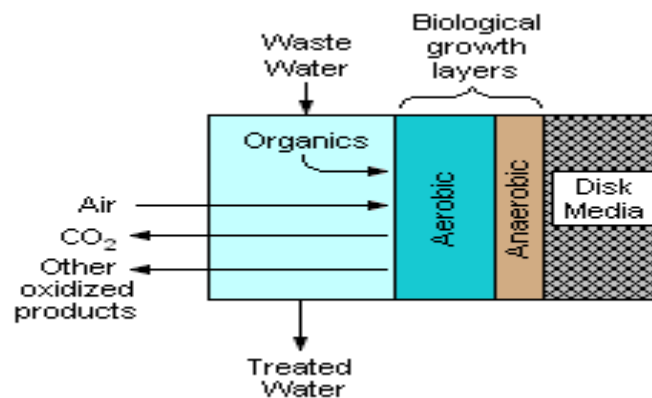 Waste
Water
Biological
growth
layers
Organics
Air
CO₂
Other
oxidized
products
Aerobic
Anaerobic
Disk
Media
Treated
Water